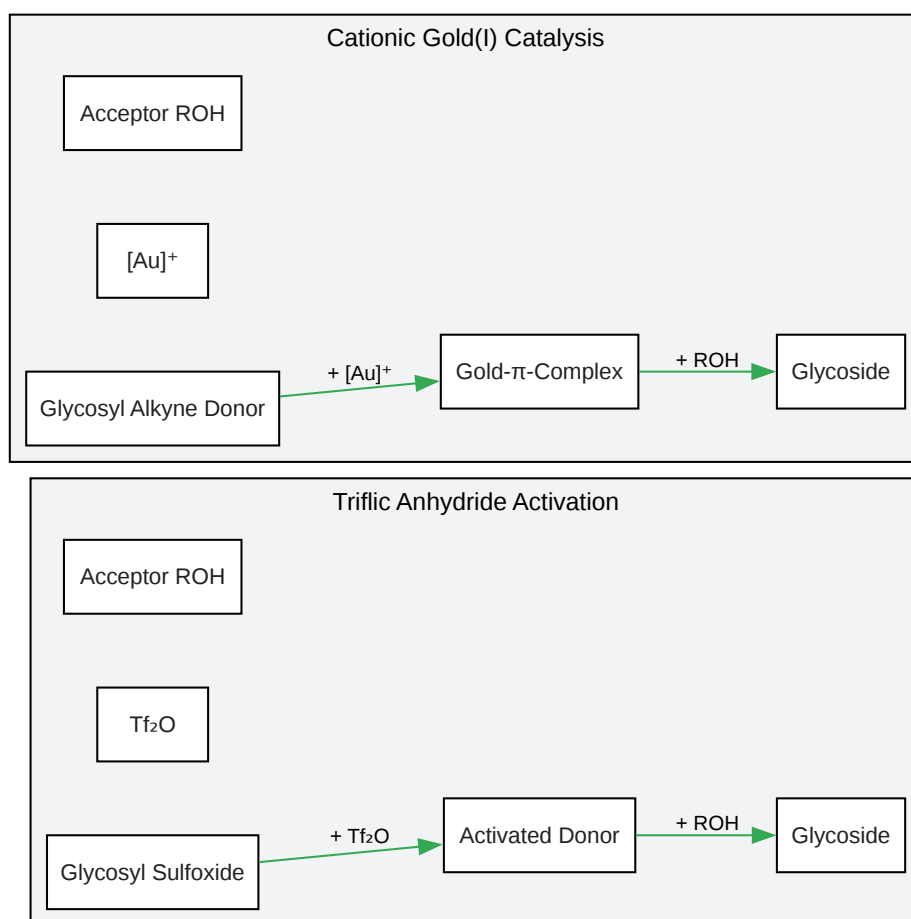 Cationic Gold(I) Catalysis
Acceptor ROH
[Au]⁺
Glycosyl Alkyne Donor
+ [Au]⁺
Gold-π-Complex
+ ROH
Glycoside
Triflic Anhydride Activation
Acceptor ROH
Tf₂O
Glycosyl Sulfoxide
+ Tf₂O
Activated Donor
+ ROH
Glycoside